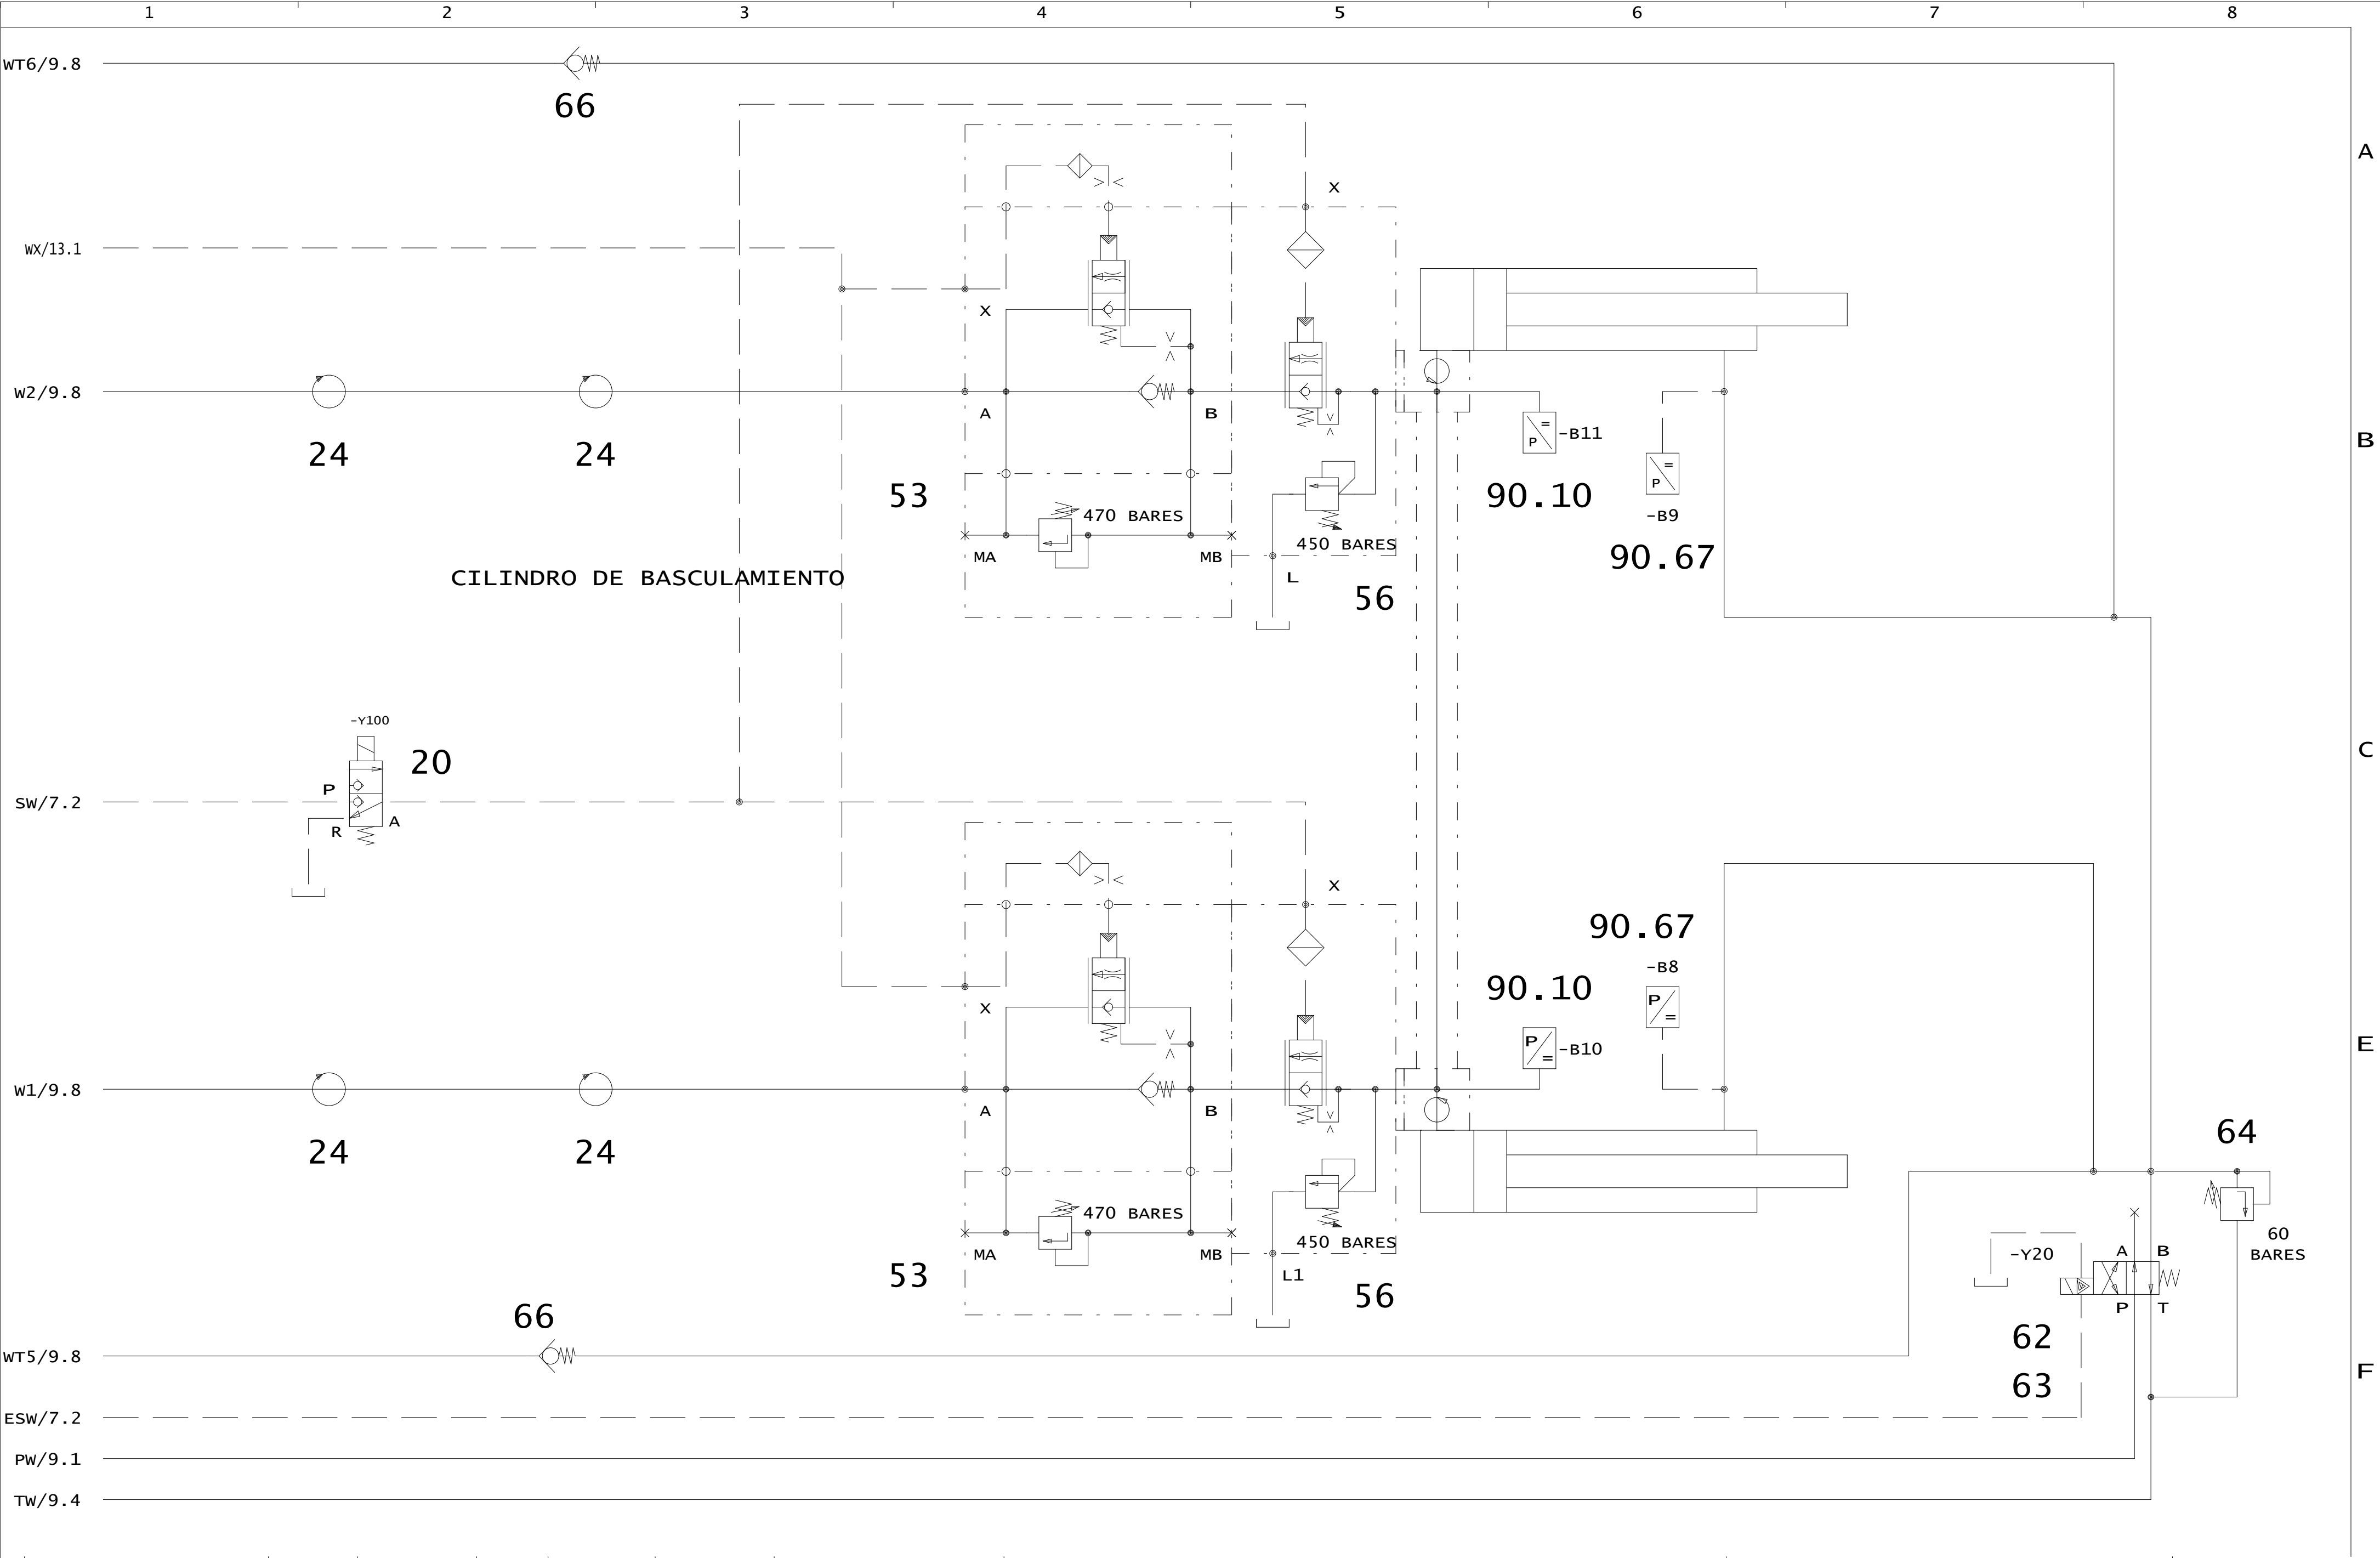 1 2 3 4 5 6 7 8
WT6/9.8
66
A
X
WX/13.1
X
W2/9.8
A
B
-B11
B
24
24
53
90.10
P =
P =
470 BARES
-B9
450 BARES
MA
MB
90.67
L
CILINDRO DE BASCULAMIENTO
56
-Y100
20
C
P
SW/7.2
R
A
X
90.67
-B8
90.10
P =
X
P =
-B10
E
W1/9.8
A
B
64
24
24
470 BARES
60
BARES
450 BARES
MA
MB
-Y20
A
B
53
L1
56
P
T
66
62
WT5/9.8
F
63
ESW/7.2
PW/9.1
TW/9.4